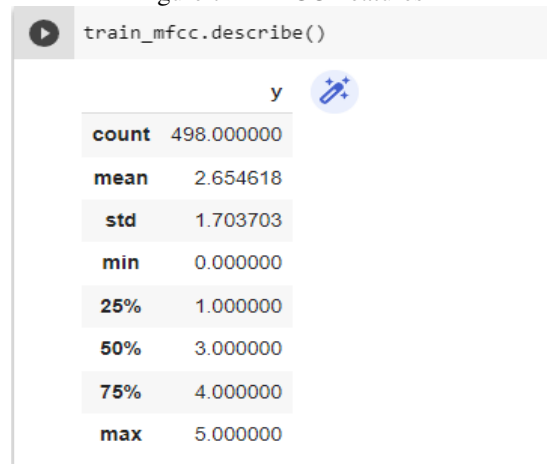 train_mfcc.describe()
y
count 498.000000
mean 2.654618
std 1.703703
min 0.000000
25% 1.000000
50% 3.000000
75% 4.000000
max 5.000000